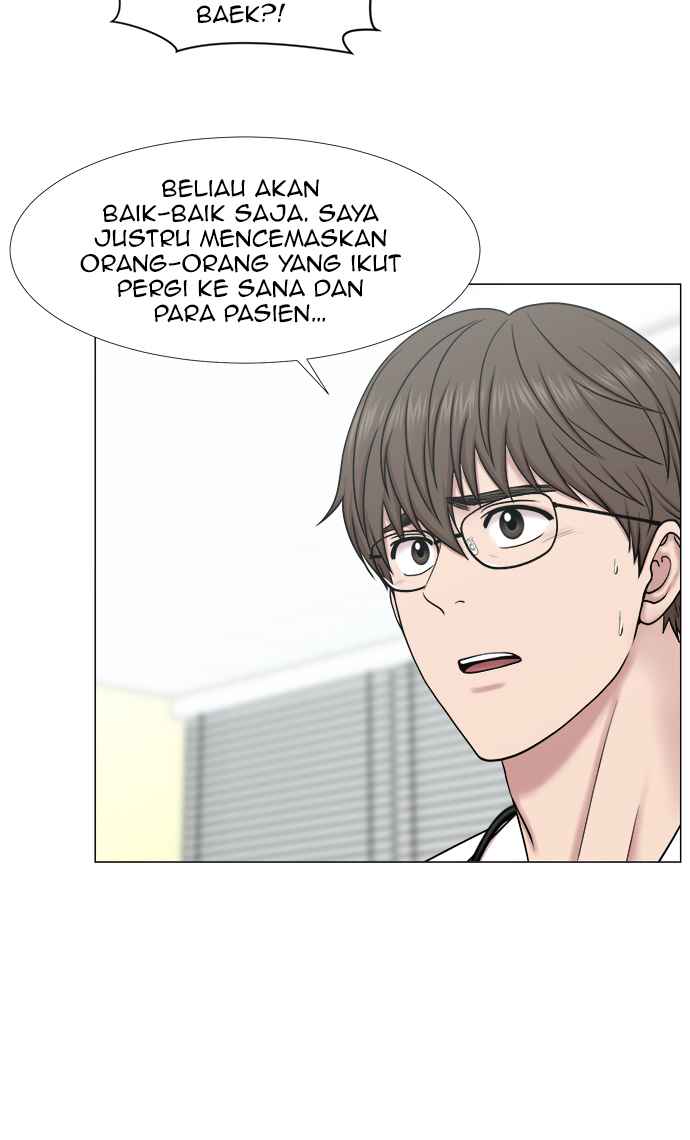 BAEK?!
BELIAU AKAN
BAIK-BAIK SAJA. SAYA
JUSTRU MENCEMASKAN
ORANG-ORANG YANG IKUT
PERGI KE SANA DAN
PARA PASIEN...